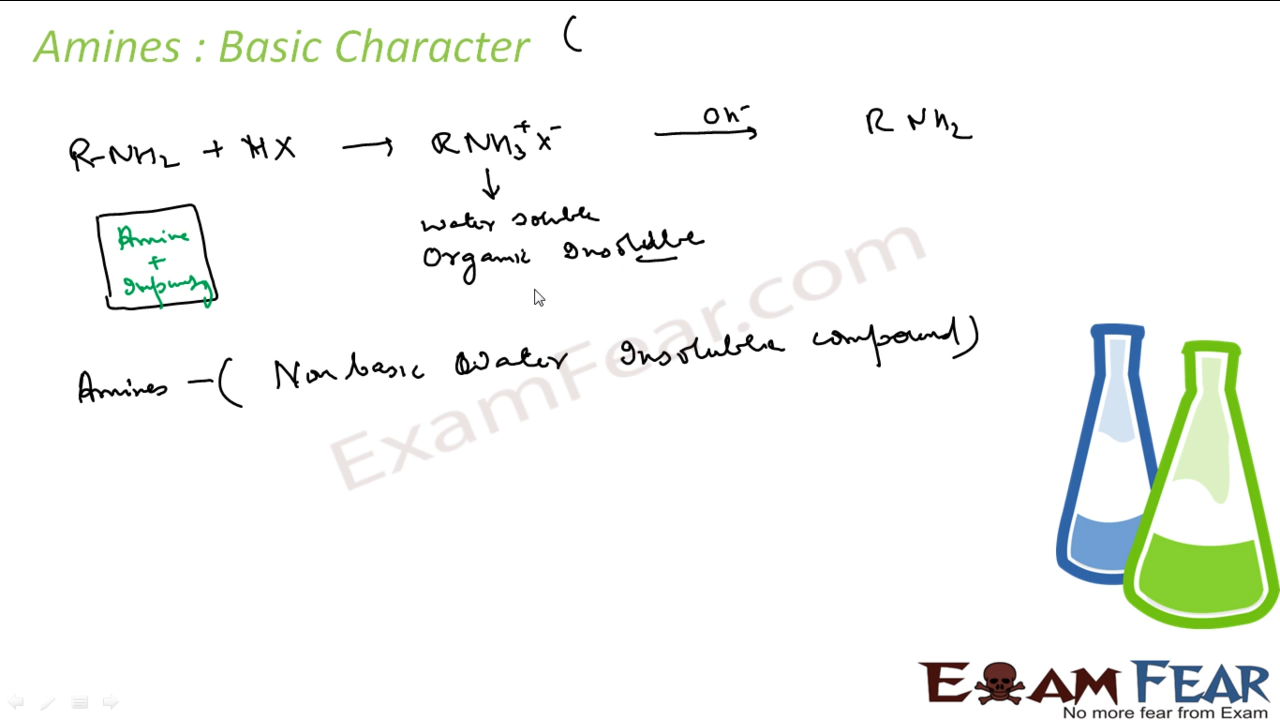 Amines : Basic Character (
R-NH2 + HX → RNH3+ X- OH- → R NH2
↓
Water soluble
Organic Insoluble
Amine
+
Impurity
Amines - ( Non basic Water Insoluble compound)
ExamFear.com
EXAM FEAR
No more fear from Exam